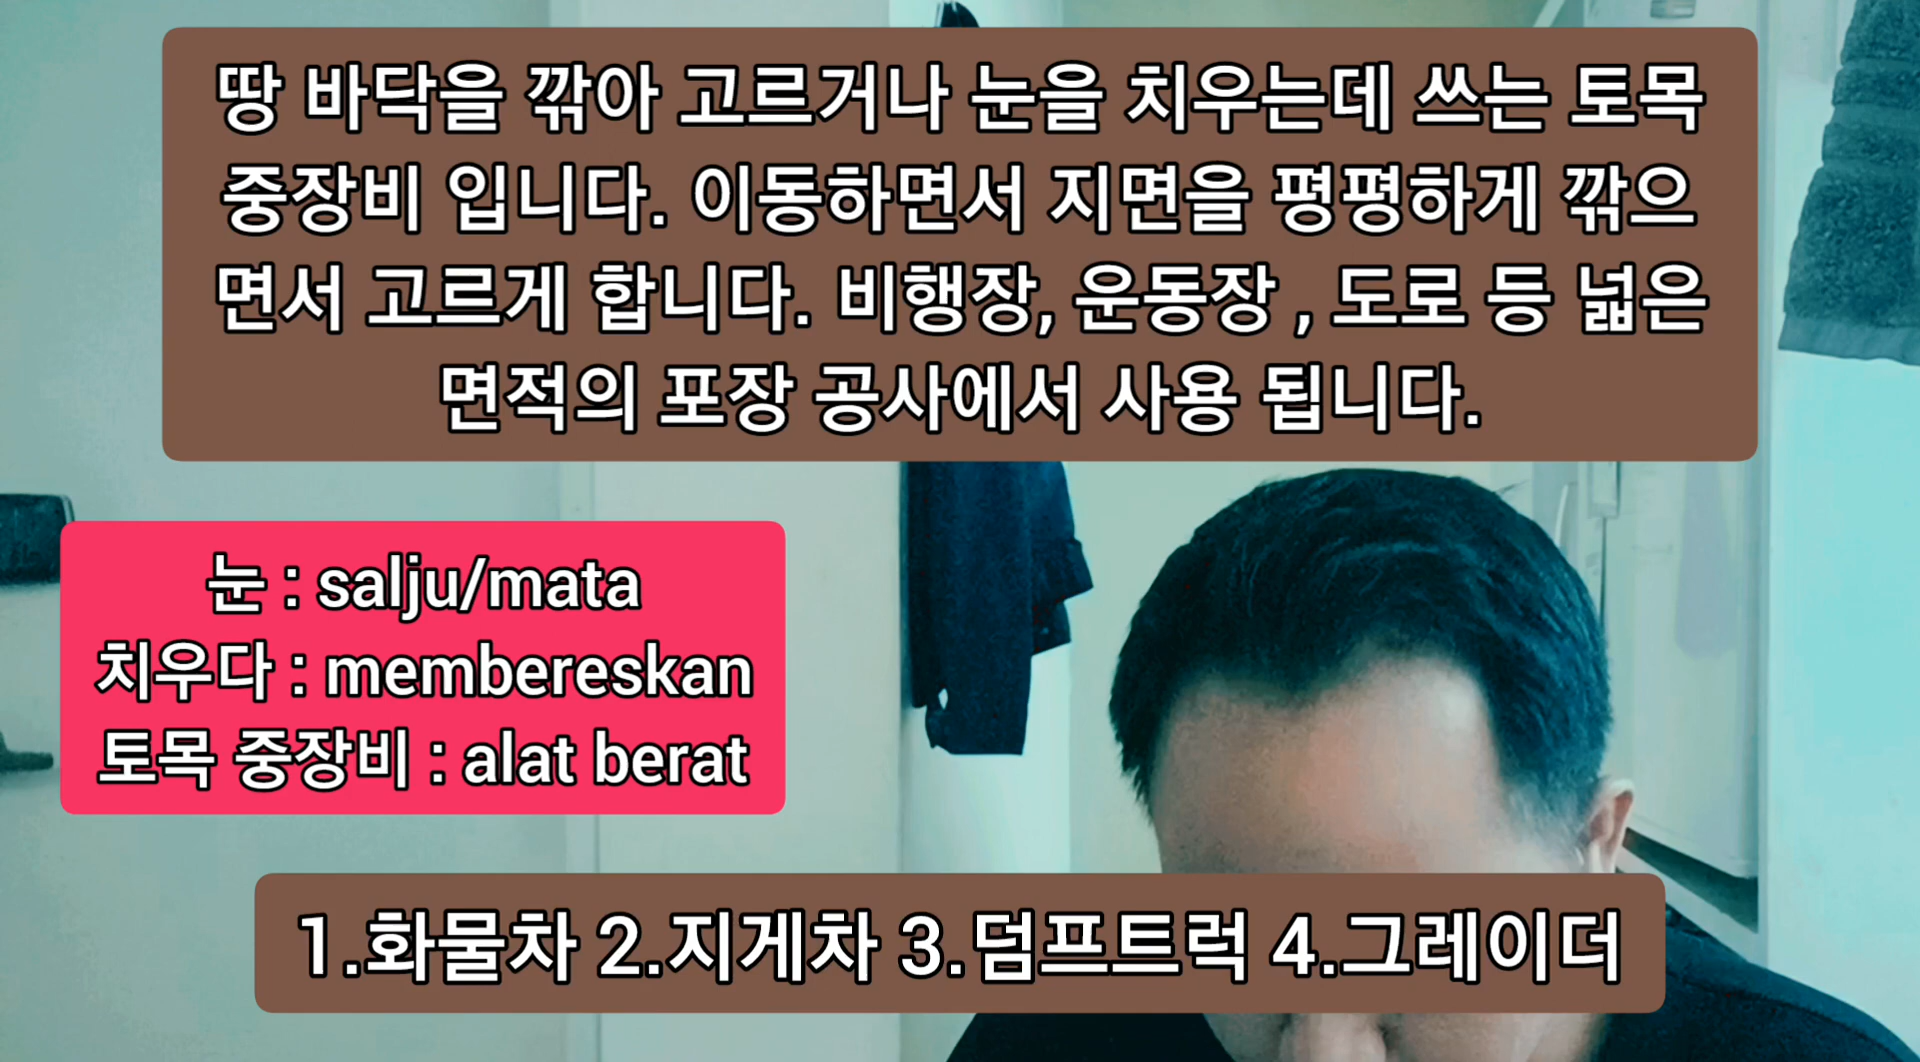 땅 바닥을 깎아 고르거나 눈을 치우는데 쓰는 토목
중장비 입니다. 이동하면서 지면을 평평하게 깎으
면서 고르게 합니다. 비행장, 운동장 , 도로 등 넓은
면적의 포장 공사에서 사용 됩니다.
눈 : salju/mata
치우다 : membereskan
토목 중장비 : alat berat
1.화물차 2.지게차 3.덤프트럭 4.그레이더